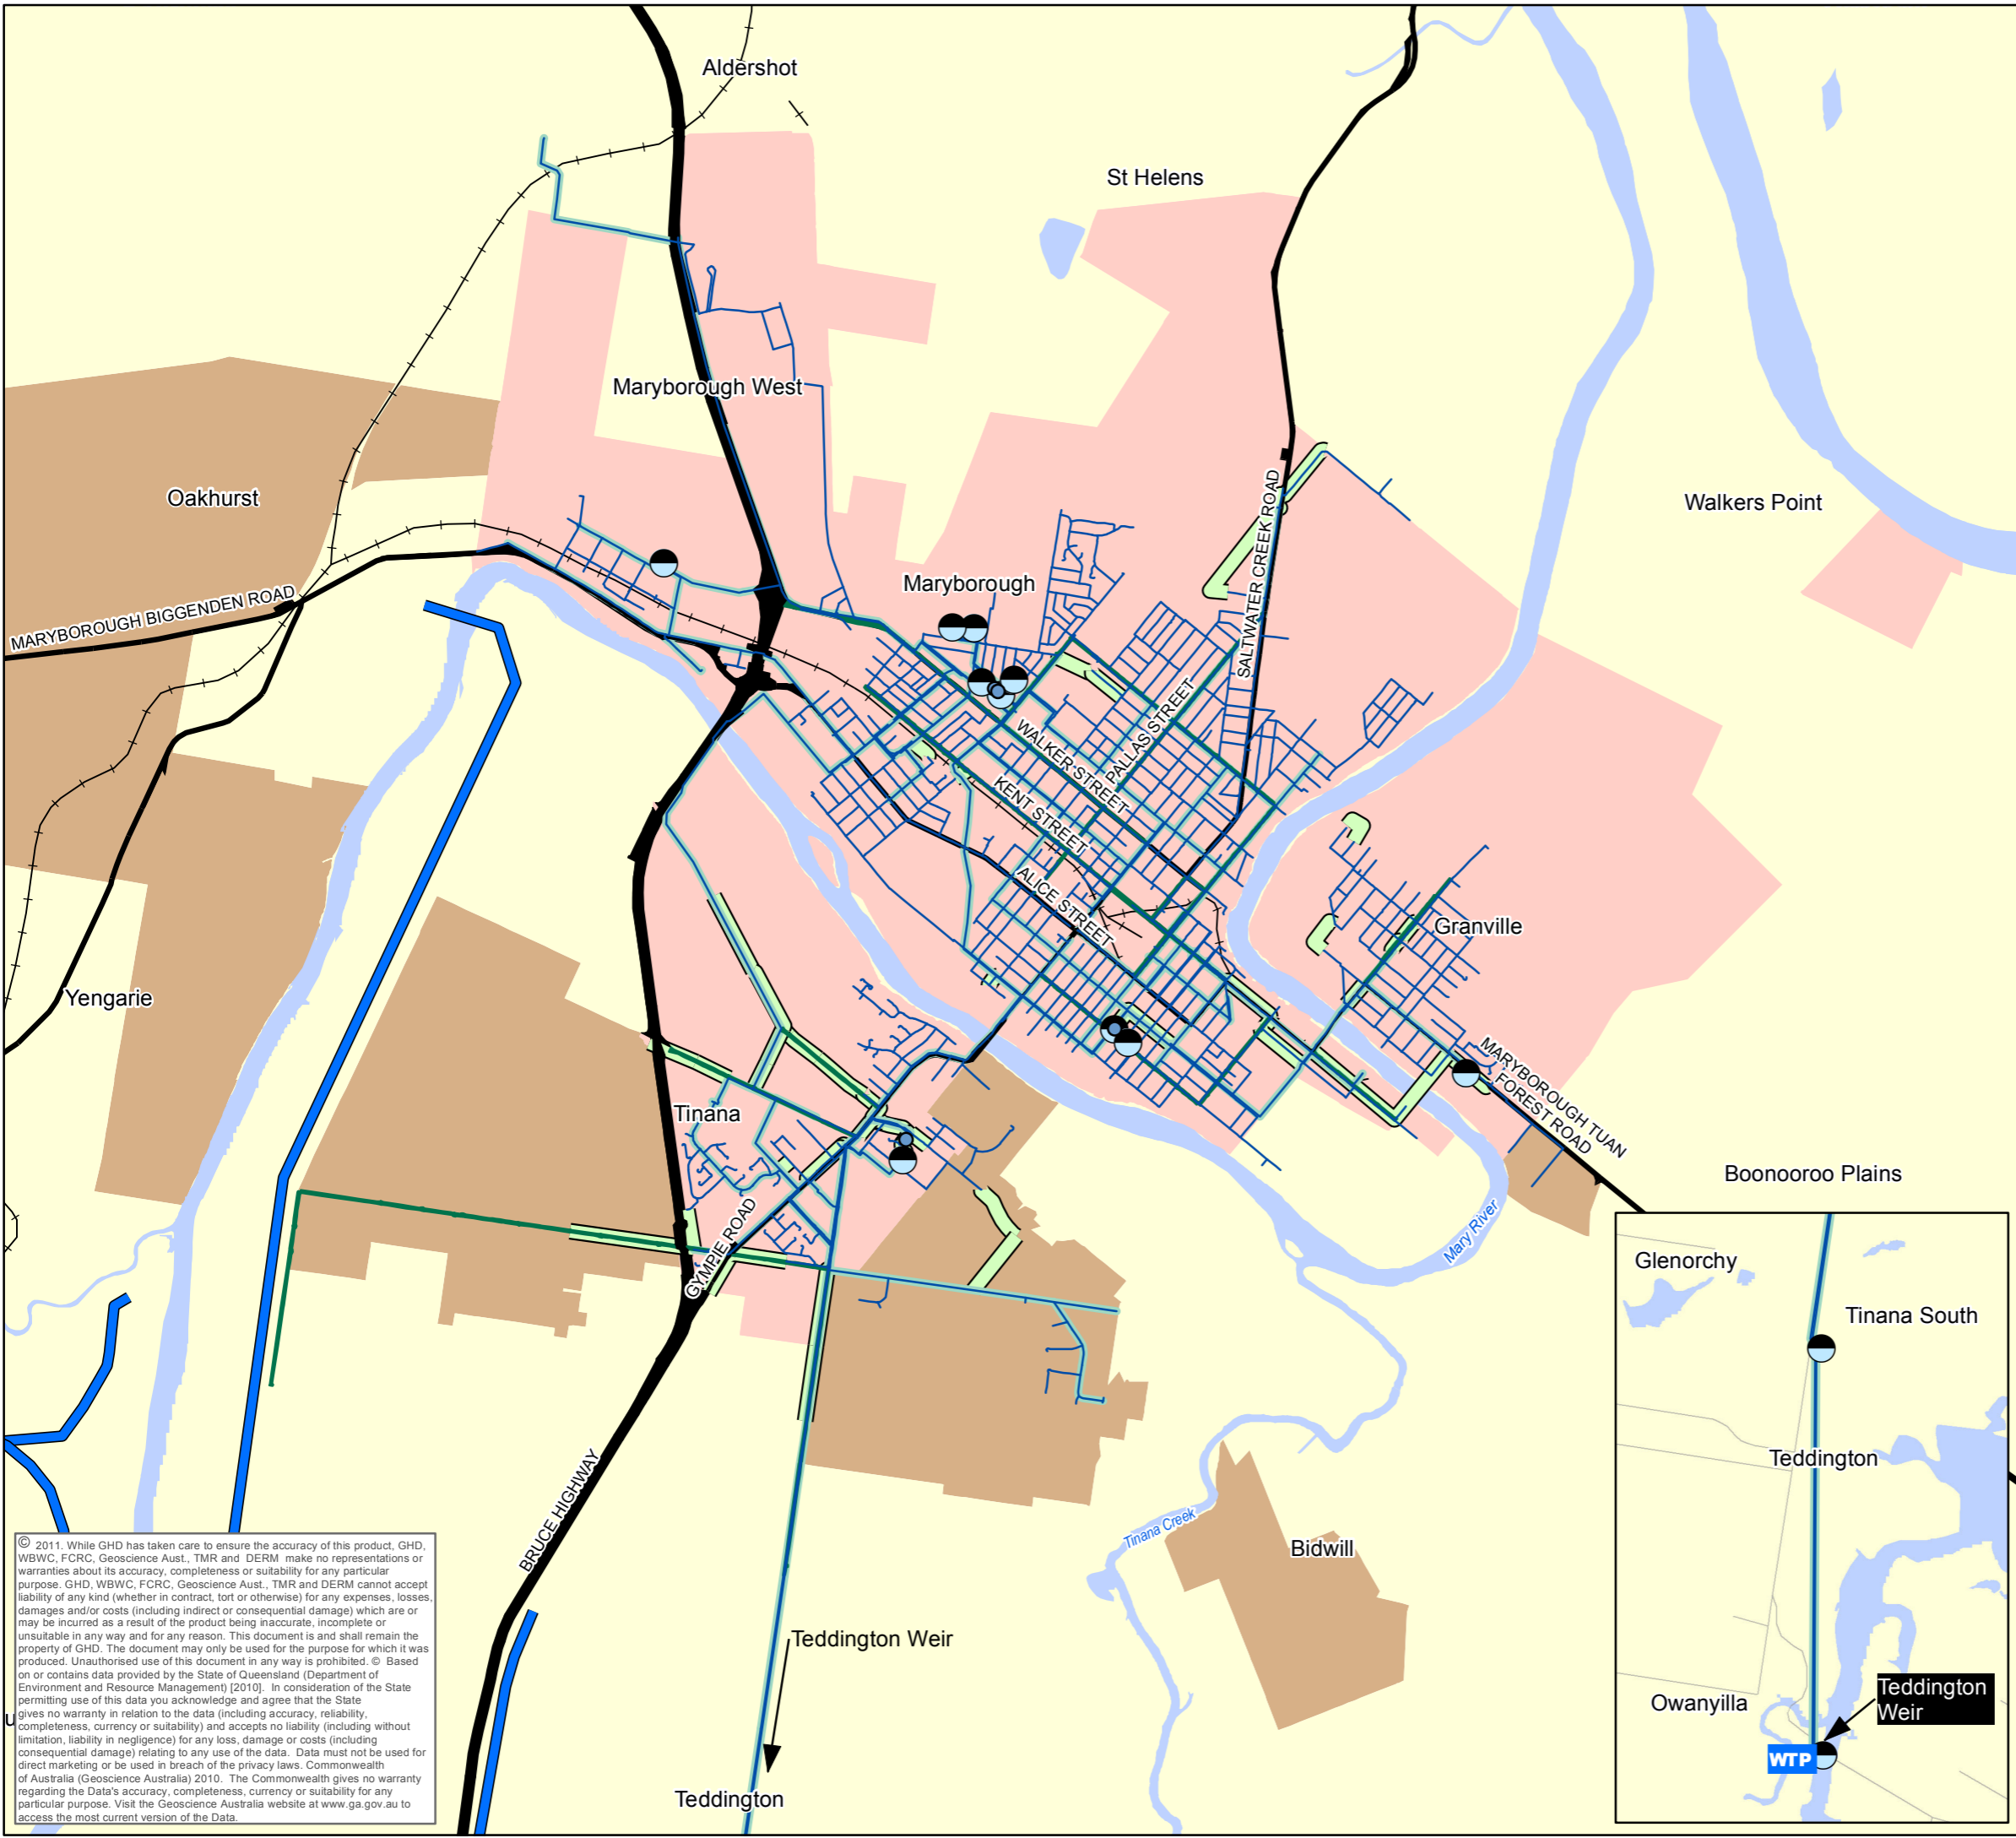 Aldershot
St Helens
Maryborough West
Oakhurst
Walkers Point
SALTWATER CREEK ROAD
Maryborough
MARYBOROUGH BIGGENDEN ROAD
PALLAS STREET
WALKER STREET
KENT STREET
ALICE STREET
Granville
Yengarie
MARYBOROUGH TUAN
FOREST ROAD
Tinana
Boonooroo Plains
GYMPIE ROAD
Mary River
Glenorchy
Tinana South
Teddington
BRUCE HIGHWAY
Tinana Creek
Bidwill
Teddington Weir
Owanyilla
Teddington
Weir
WTP
Teddington
© 2011. While GHD has taken care to ensure the accuracy of this product, GHD,
WBWC, FCRC, Geoscience Aust., TMR and DERM make no representations or
warranties about its accuracy, completeness or suitability for any particular
purpose. GHD, WBWC, FCRC, Geoscience Aust., TMR and DERM cannot accept
liability of any kind (whether in contract, tort or otherwise) for any expenses, losses,
damages and/or costs (including indirect or consequential damage) which are or
may be incurred as a result of the product being inaccurate, incomplete or
unsuitable in any way and for any reason. This document is and shall remain the
property of GHD. The document may only be used for the purpose for which it was
produced. Unauthorised use of this document in any way is prohibited. © Based
on or contains data provided by the State of Queensland (Department of
Environment and Resource Management) [2010]. In consideration of the State
permitting use of this data you acknowledge and agree that the State
gives no warranty in relation to the data (including accuracy, reliability,
completeness, currency or suitability) and accepts no liability (including without
limitation, liability in negligence) for any loss, damage or costs (including
consequential damage) relating to any use of the data. Data must not be used for
direct marketing or be used in breach of the privacy laws. Commonwealth
of Australia (Geoscience Australia) 2010. The Commonwealth gives no warranty
regarding the Data's accuracy, completeness, currency or suitability for any
particular purpose. Visit the Geoscience Australia website at www.ga.gov.au to
access the most current version of the Data.